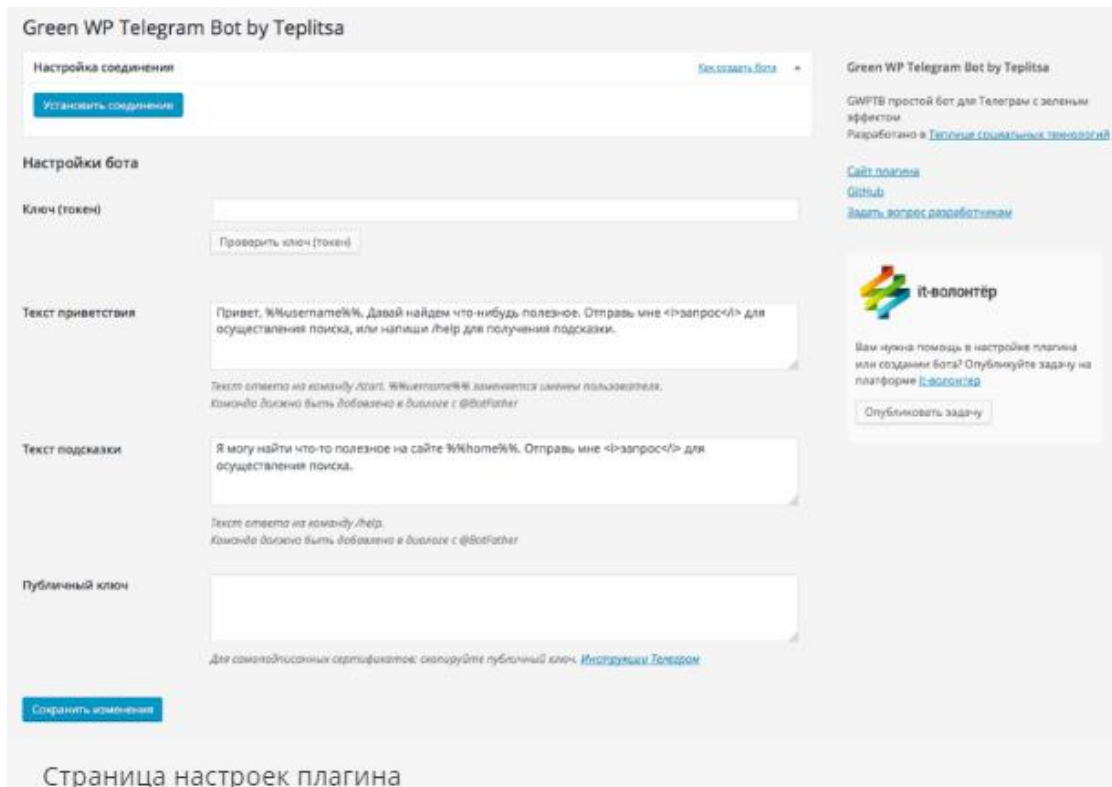 Green WP Telegram Bot by Teplitsa
Настройка соединения
Как создать бота
Установить соединение
Настройки бота
Ключ (токен)
Проверить ключ (токен)
Текст приветствия
Привет, %%username%%. Давай найдем что-нибудь полезное. Отправь мне <i>запрос</i> для
осуществления поиска, или напиши /help для получения подсказки.
Текст ответа на команду /start. %%username%% заменяется именем пользователя.
Команда должна быть добавлена в диалоге с @BotFather
Текст подсказки
Я могу найти что-то полезное на сайте %%home%%. Отправь мне <i>запрос</i> для
осуществления поиска.
Текст ответа на команду /help.
Команда должна быть добавлена в диалоге с @BotFather
Публичный ключ
Для самоподписанных сертификатов: скопируйте публичный ключ. Инструкции Телеграм
Сохранить изменения
Green WP Telegram Bot by Teplitsa
GWPTB простой бот для Телеграм с зеленым
эффектом
Разработано в Теплице социальных технологий
Сайт плагина
GitHub
Задать вопрос разработчикам
it-волонтёр
Вам нужна помощь в настройке плагина
или создании бота? Опубликуйте задачу на
платформе it-волонтер
Опубликовать задачу
Страница настроек плагина